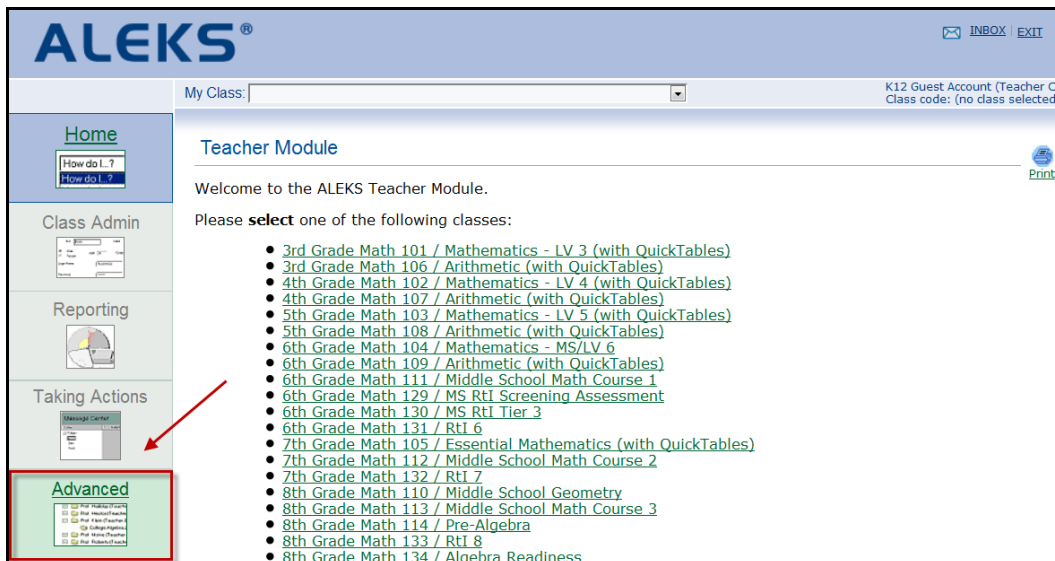 ALEKS®
INBOX | EXIT
My Class:
K12 Guest Account (Teacher C
Class code: (no class selected
Home
How do I...?
How do I...?
Teacher Module
Print
Welcome to the ALEKS Teacher Module.
Please select one of the following classes:
Class Admin
3rd Grade Math 101 / Mathematics - LV 3 (with QuickTables)
3rd Grade Math 106 / Arithmetic (with QuickTables)
4th Grade Math 102 / Mathematics - LV 4 (with QuickTables)
4th Grade Math 107 / Arithmetic (with QuickTables)
5th Grade Math 103 / Mathematics - LV 5 (with QuickTables)
5th Grade Math 108 / Arithmetic (with QuickTables)
6th Grade Math 104 / Mathematics - MS/LV 6
6th Grade Math 109 / Arithmetic (with QuickTables)
6th Grade Math 111 / Middle School Math Course 1
6th Grade Math 129 / MS RtI Screening Assessment
6th Grade Math 130 / MS RtI Tier 3
6th Grade Math 131 / RtI 6
7th Grade Math 105 / Essential Mathematics (with QuickTables)
7th Grade Math 112 / Middle School Math Course 2
7th Grade Math 132 / RtI 7
8th Grade Math 110 / Middle School Geometry
8th Grade Math 113 / Middle School Math Course 3
8th Grade Math 114 / Pre-Algebra
8th Grade Math 133 / RtI 8
8th Grade Math 134 / Algebra Readiness
Reporting
Taking Actions
Message Center
Advanced